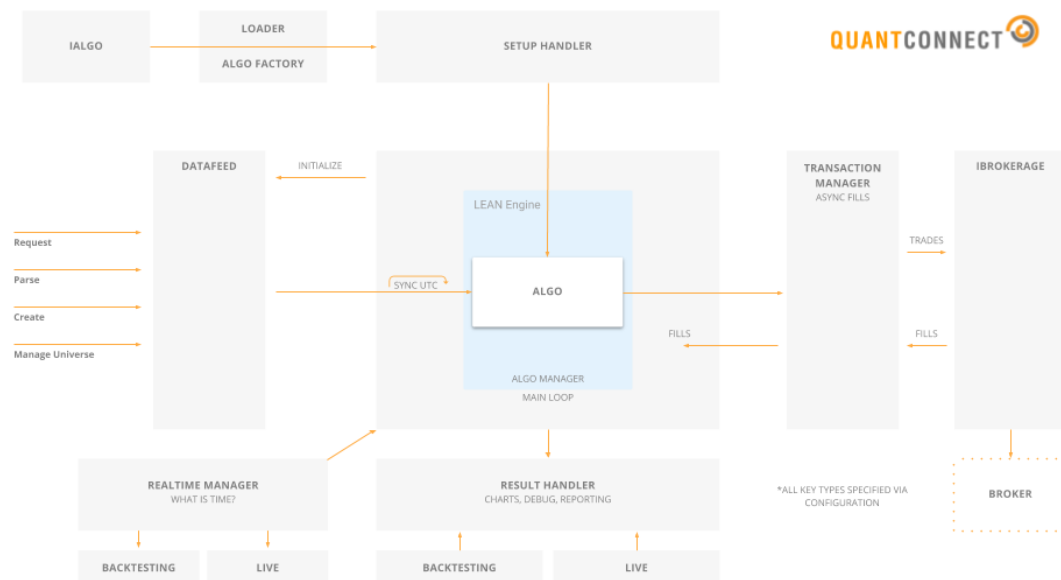 IALGO
LOADER
ALGO FACTORY
SETUP HANDLER
QUANTCONNECT
DATAFEED
INITIALIZE
LEAN Engine
TRANSACTION
MANAGER
ASYNC FILLS
IBROKERAGE
Request
Parse
Create
Manage Universe
SYNC UTC
ALGO
TRADES
FILLS
FILLS
ALGO MANAGER
MAIN LOOP
REALTIME MANAGER
WHAT IS TIME?
RESULT HANDLER
CHARTS, DEBUG, REPORTING
*ALL KEY TYPES SPECIFIED VIA
CONFIGURATION
BROKER
BACKTESTING
LIVE
BACKTESTING
LIVE